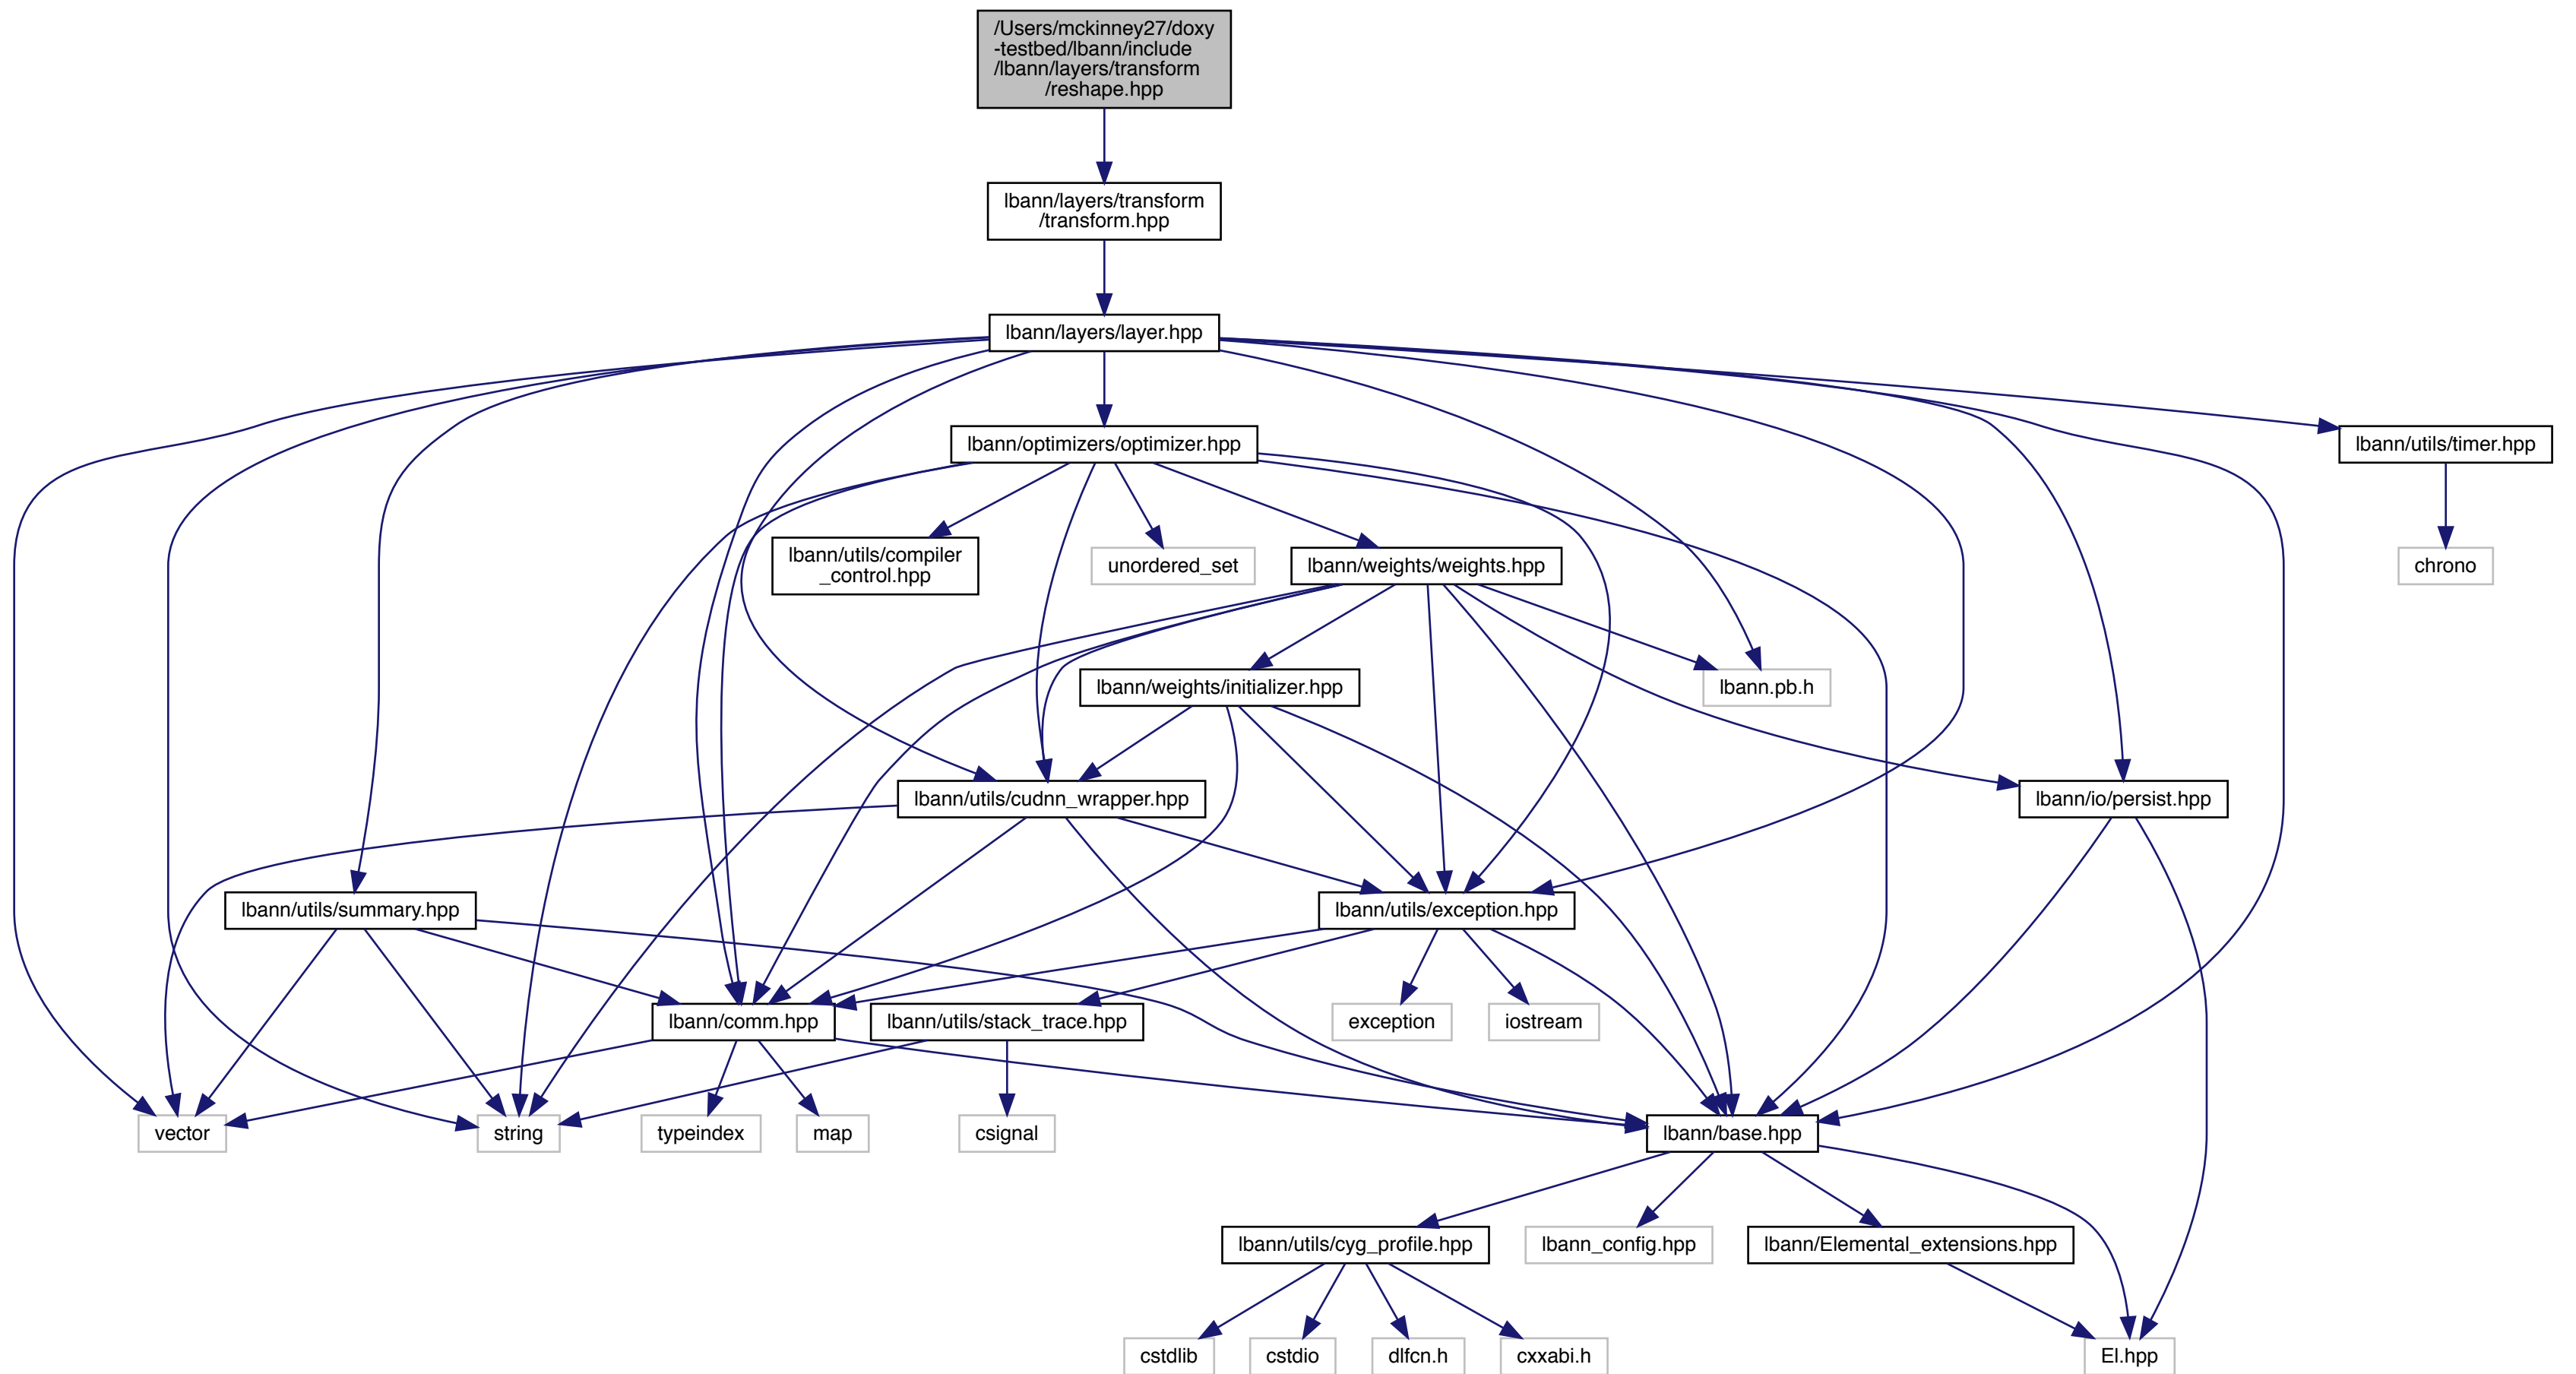 /Users/mckinney27/doxy
-testbed/lbann/include
/lbann/layers/transform
/reshape.hpp
lbann/layers/transform
/transform.hpp
lbann/layers/layer.hpp
lbann/optimizers/optimizer.hpp
lbann/utils/timer.hpp
lbann/utils/compiler
_control.hpp
unordered_set
lbann/weights/weights.hpp
chrono
lbann/weights/initializer.hpp
lbann.pb.h
lbann/utils/cudnn_wrapper.hpp
lbann/io/persist.hpp
lbann/utils/summary.hpp
lbann/utils/exception.hpp
lbann/comm.hpp
lbann/utils/stack_trace.hpp
exception
iostream
vector
string
typeindex
map
csignal
lbann/base.hpp
lbann/utils/cyg_profile.hpp
lbann_config.hpp
lbann/Elemental_extensions.hpp
cstdlib
cstdio
dlfcn.h
cxxabi.h
El.hpp